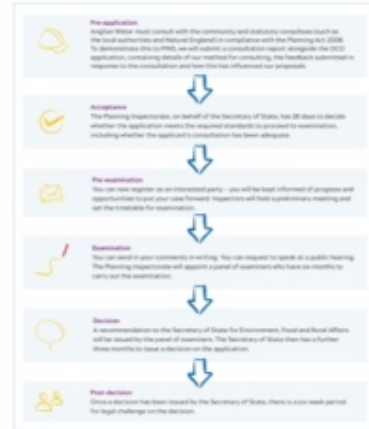 Pre-application
Anglian Water must consult with the community and statutory consultees (such as
the local authorities and Natural England) in compliance with the Planning Act 2008.
To demonstrate this to PINS, we will submit a consultation report alongside the DCO
application, containing details of our method for consulting, the feedback submitted in
response to the consultation and how this has influenced our proposals.
Acceptance
The Planning Inspectorate, on behalf of the Secretary of State, has 28 days to decide
whether the application meets the required standards to proceed to examination,
including whether the applicant's consultation has been adequate.
Pre-examination
You can now register as an interested party – you will be kept informed of progress and
opportunities to put your case forward. Inspectors will hold a preliminary meeting and
set the timetable for examination.
Examination
You can send in your comments in writing. You can request to speak at a public hearing.
The Planning Inspectorate will appoint a panel of examiners who have six months to
carry out the examination.
Decision
A recommendation to the Secretary of State for Environment, Food and Rural Affairs
will be issued by the panel of examiners. The Secretary of State then has a further
three months to issue a decision on the application.
Post-decision
Once a decision has been issued by the Secretary of State, there is a six week period
for legal challenge on the decision.